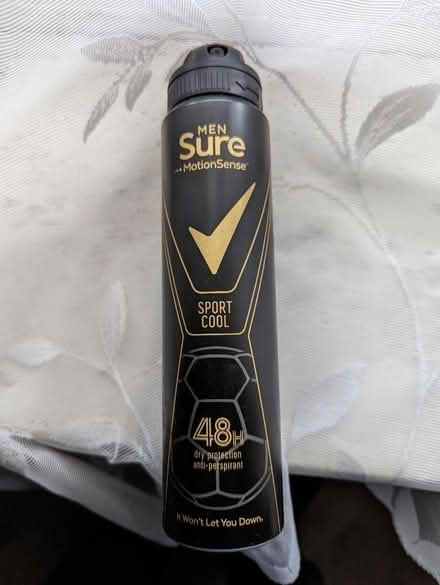 MEN
Sure
MotionSense
SPORT
COOL
48H
dry protection
anti-perspirant
It Won't Let You Down.